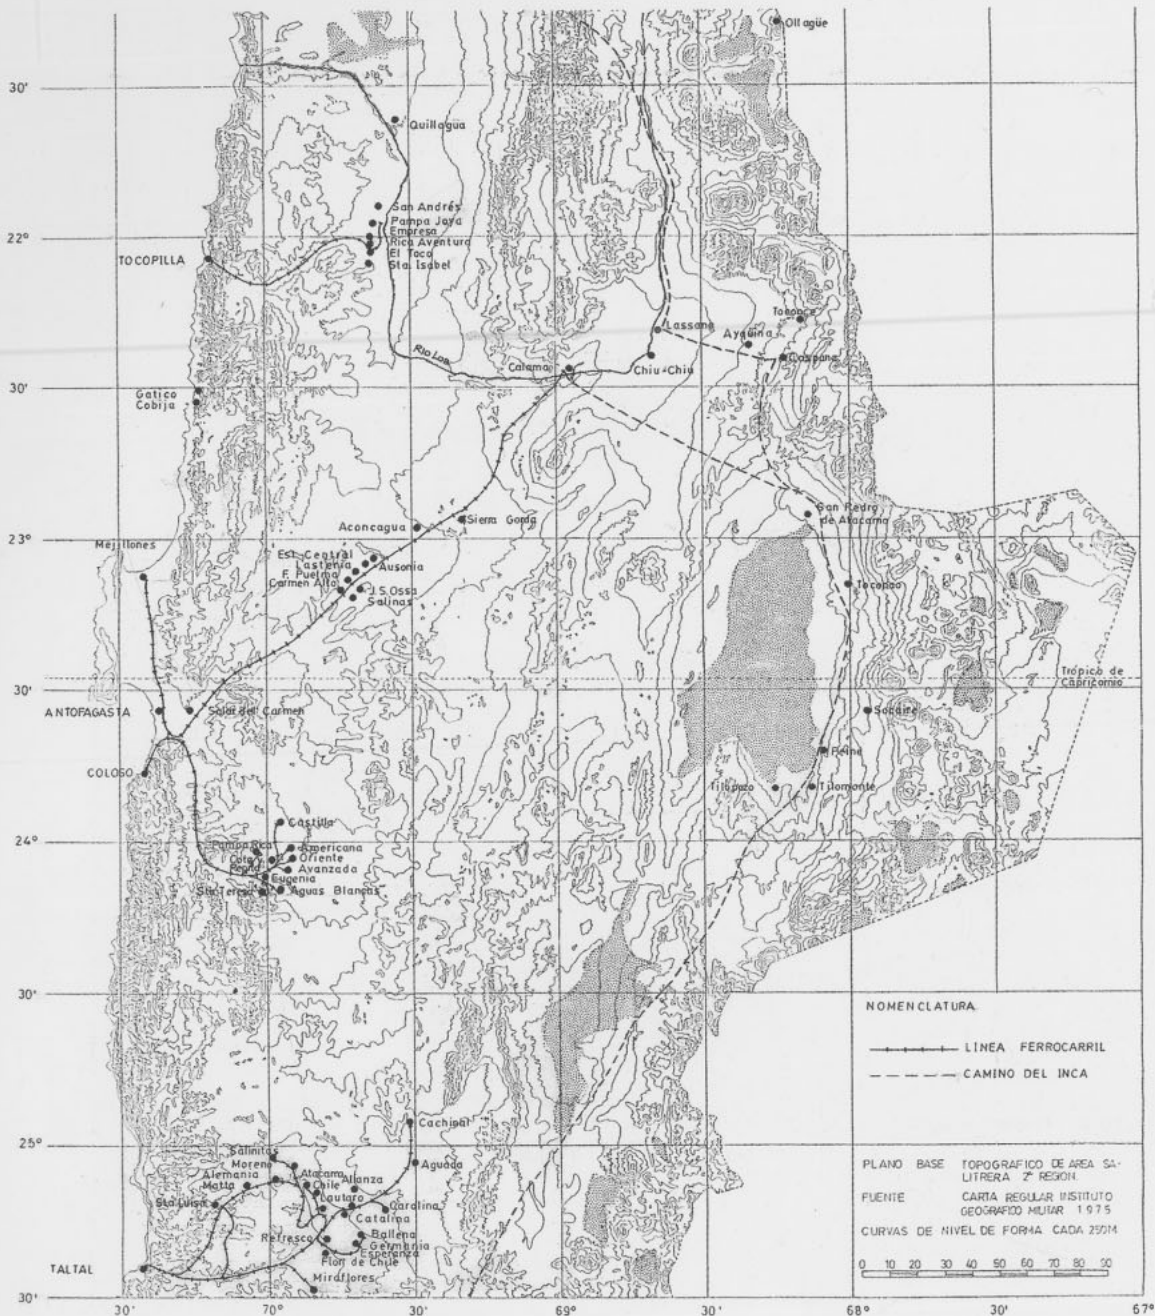 Ollagüe
30'
Quillagua
San Andrés
Pampa Joya
Empresa
Rica Aventura
El Toco
Sta. Isabel
22°
TOCOPILLA
Toconce
Lassana
Ayquina
Río Loa
Caspana
Calama
Chiu-Chiu
30'
Gatico
Cobija
San Pedro
de Atacama
Sierra Gorda
Aconcagua
23°
Mejillones
Est. Central
Lastenia
Ausonia
F. Puelma
Carmen Alto
J.S. Ossa
Salinas
Toconao
Trópico de
Capricornio
30'
ANTOFAGASTA
Salar del Carmen
Socaire
Peine
COLOSO
Tilopozo
Tilomonte
Castilla
24°
Pampa Rica
Americana
Oriente
Avanzada
Eugenia
Sta. Teresa
Aguas Blancas
30'
NOMENCLATURA
LINEA FERROCARRIL
CAMINO DEL INCA
Cachinal
25°
Salinitas
Moreno
Aguada
Atacama
Alemania
Chile
Alianza
Matta
Lautaro
Sta Luisa
Carolina
Catalina
Refresco
Ballena
Germania
Esperanza
Flor de Chile
TALTAL
Miraflores
PLANO BASE TOPOGRAFICO DE AREA SA-
LITRERA 2ª REGION
FUENTE CARTA REGULAR INSTITUTO
GEOGRAFICO MILITAR 1975
CURVAS DE NIVEL DE FORMA CADA 250M
0 10 20 30 40 50 60 70 80 90
30'
30' 70° 30' 69° 30' 68° 30' 67°